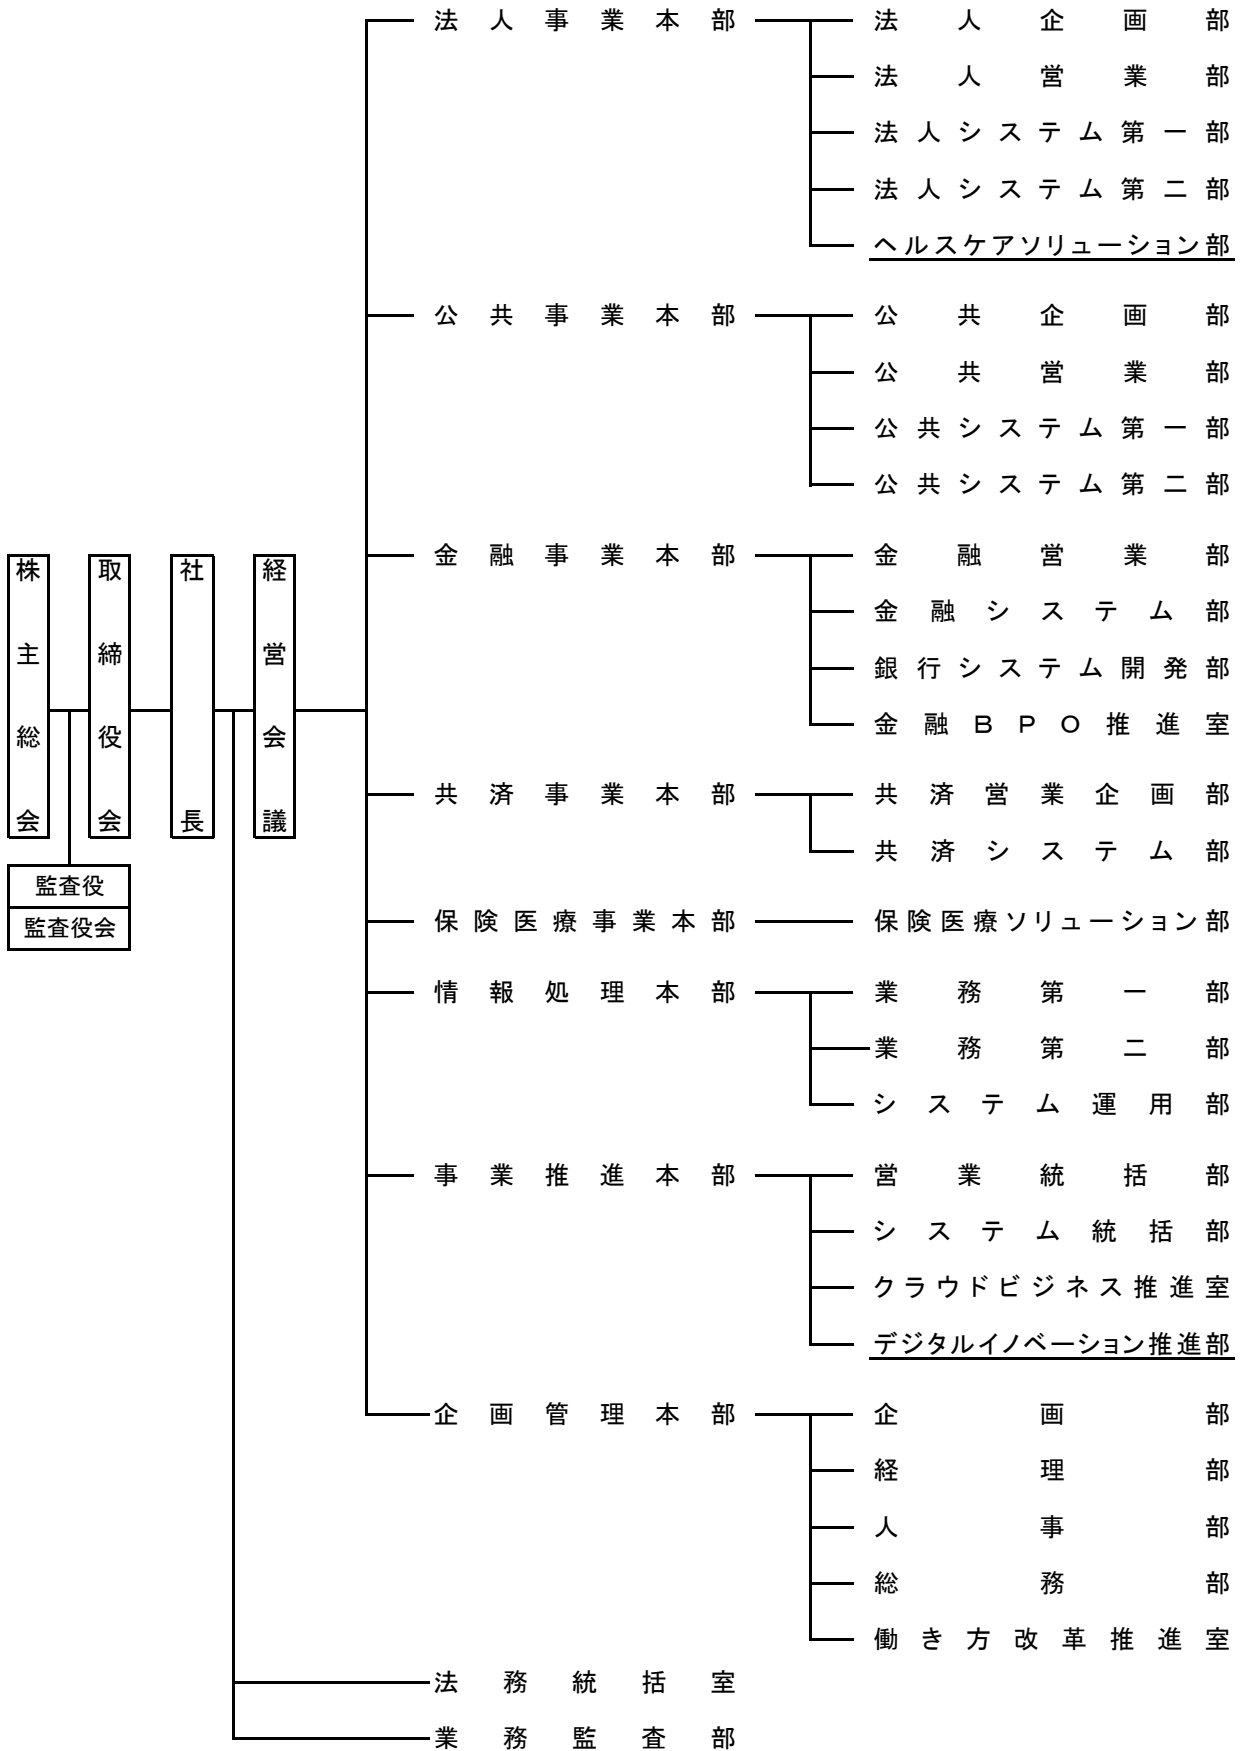 株主総会
取締役会
社長
経営会議
監査役
監査役会
法人事業本部
法人企画部
法人営業部
法人システム第一部
法人システム第二部
ヘルスケアソリューション部
公共事業本部
公共企画部
公共営業部
公共システム第一部
公共システム第二部
金融事業本部
金融営業部
金融システム部
銀行システム開発部
金融BPO推進室
共済事業本部
共済営業企画部
共済システム部
保険医療事業本部
保険医療ソリューション部
情報処理本部
業務第一部
業務第二部
システム運用部
事業推進本部
営業統括部
システム統括部
クラウドビジネス推進室
デジタルイノベーション推進部
企画管理本部
企画部
経理部
人事部
総務部
働き方改革推進室
法務統括室
業務監査部